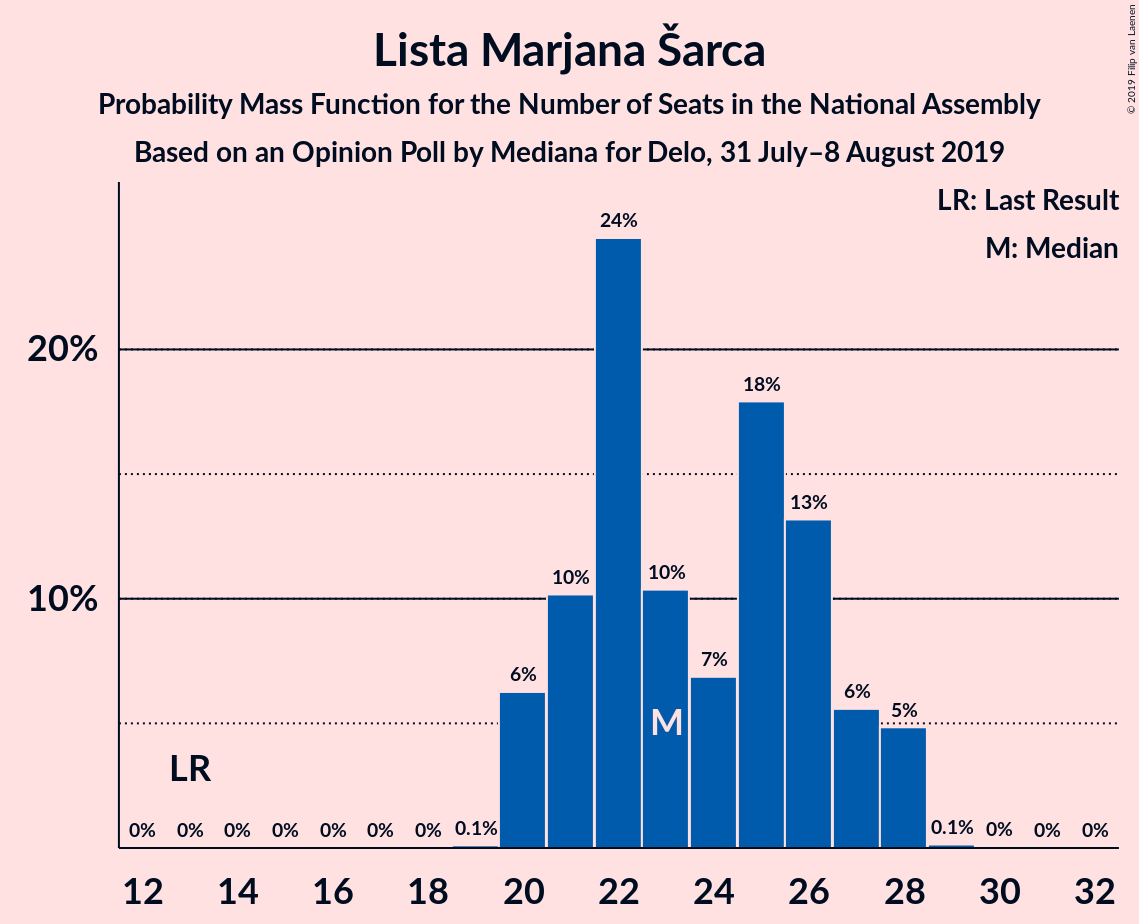 Lista Marjana Šarca
Probability Mass Function for the Number of Seats in the National Assembly
Based on an Opinion Poll by Mediana for Delo, 31 July–8 August 2019
© 2019 Filip van Laenen
LR: Last Result
M: Median
24%
20%
18%
13%
10%
10%
10%
7%
6%
6%
5%
M
LR
0%
0%
0%
0%
0%
0%
0%
0.1%
0.1%
0%
0%
0%
12 14 16 18 20 22 24 26 28 30 32